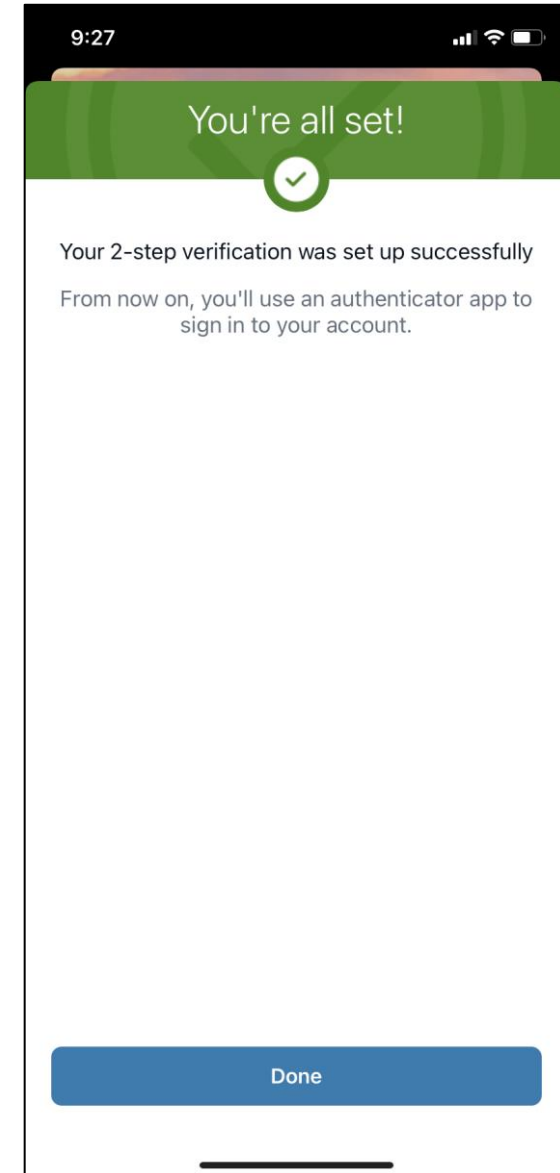 9:27
You're all set!
Your 2-step verification was set up successfully
From now on, you'll use an authenticator app to
sign in to your account.
Done